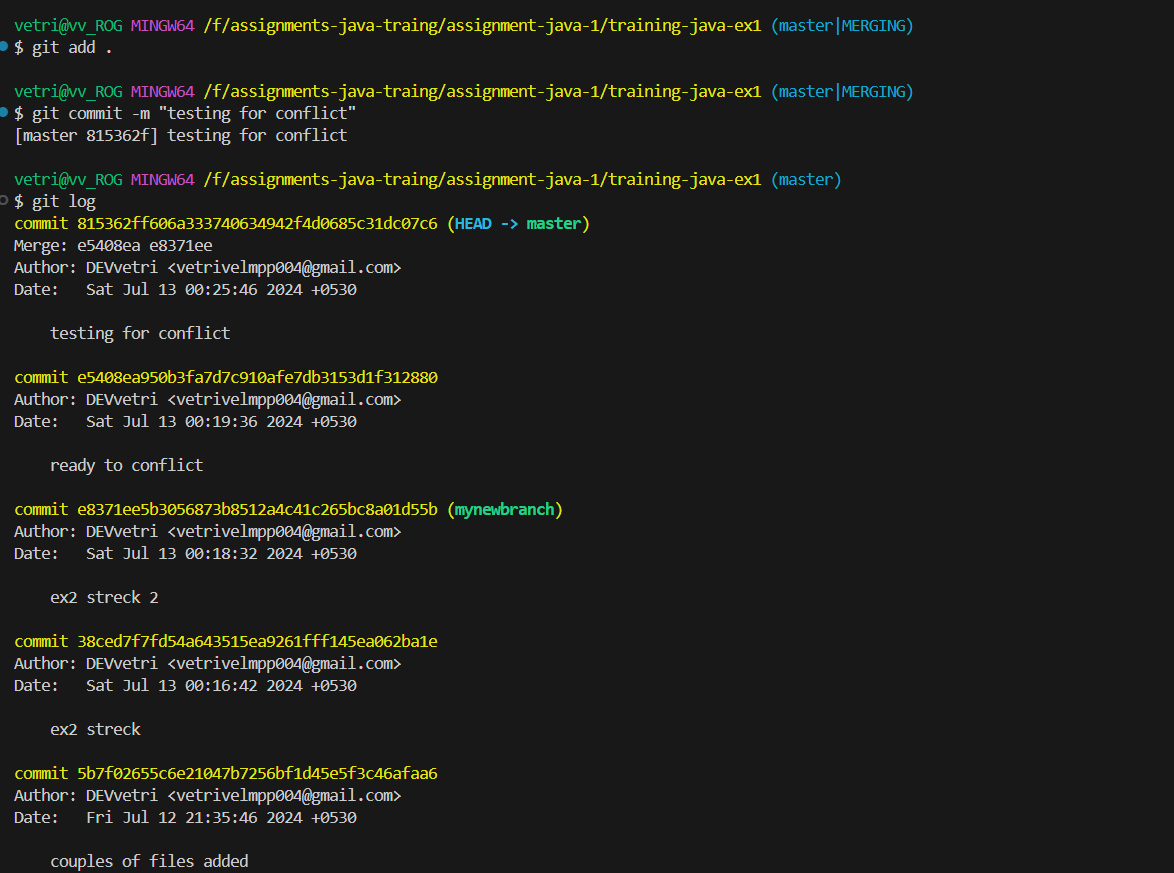 vetri@vv_ROG MINGW64 /f/assignments-java-traing/assignment-java-1/training-java-ex1 (master|MERGING)
$ git add .
vetri@vv_ROG MINGW64 /f/assignments-java-traing/assignment-java-1/training-java-ex1 (master|MERGING)
$ git commit -m "testing for conflict"
[master 815362f] testing for conflict
vetri@vv_ROG MINGW64 /f/assignments-java-traing/assignment-java-1/training-java-ex1 (master)
$ git log
commit 815362ff606a333740634942f4d0685c31dc07c6 (HEAD -> master)
Merge: e5408ea e8371ee
Author: DEVvetri <vetrivelmpp004@gmail.com>
Date:   Sat Jul 13 00:25:46 2024 +0530
    testing for conflict
commit e5408ea950b3fa7d7c910afe7db3153d1f312880
Author: DEVvetri <vetrivelmpp004@gmail.com>
Date:   Sat Jul 13 00:19:36 2024 +0530
    ready to conflict
commit e8371ee5b3056873b8512a4c41c265bc8a01d55b (mynewbranch)
Author: DEVvetri <vetrivelmpp004@gmail.com>
Date:   Sat Jul 13 00:18:32 2024 +0530
    ex2 streck 2
commit 38ced7f7fd54a643515ea9261fff145ea062ba1e
Author: DEVvetri <vetrivelmpp004@gmail.com>
Date:   Sat Jul 13 00:16:42 2024 +0530
    ex2 streck
commit 5b7f02655c6e21047b7256bf1d45e5f3c46afaa6
Author: DEVvetri <vetrivelmpp004@gmail.com>
Date:   Fri Jul 12 21:35:46 2024 +0530
    couples of files added